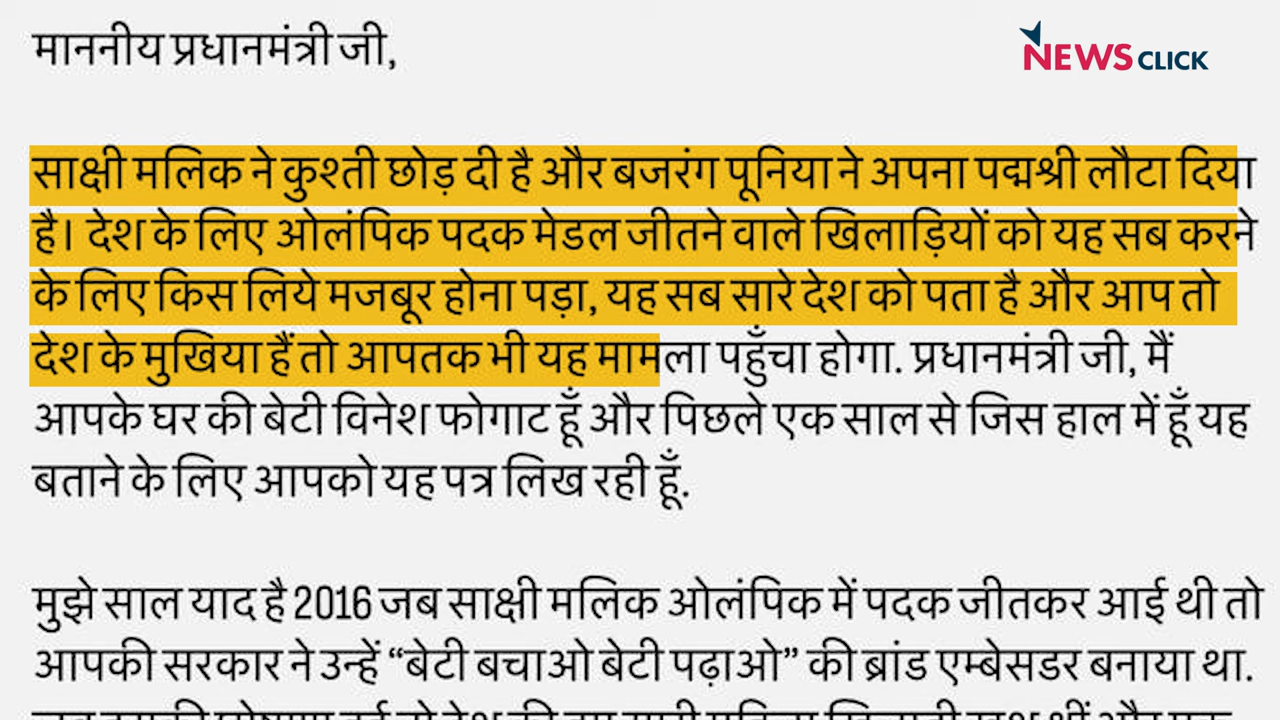 माननीय प्रधानमंत्री जी,
NEWSCLICK
साक्षी मलिक ने कुश्ती छोड़ दी है और बजरंग पूनिया ने अपना पद्मश्री लौटा दिया
है। देश के लिए ओलंपिक पदक मेडल जीतने वाले खिलाड़ियों को यह सब करने
के लिए किस लिये मजबूर होना पड़ा, यह सब सारे देश को पता है और आप तो
देश के मुखिया हैं तो आपतक भी यह मामला पहुँचा होगा. प्रधानमंत्री जी, मैं
आपके घर की बेटी विनेश फोगाट हूँ और पिछले एक साल से जिस हाल में हूँ यह
बताने के लिए आपको यह पत्र लिख रही हूँ.
मुझे साल याद है 2016 जब साक्षी मलिक ओलंपिक में पदक जीतकर आई थी तो
आपकी सरकार ने उन्हें “बेटी बचाओ बेटी पढ़ाओ” की ब्रांड एम्बेसडर बनाया था.